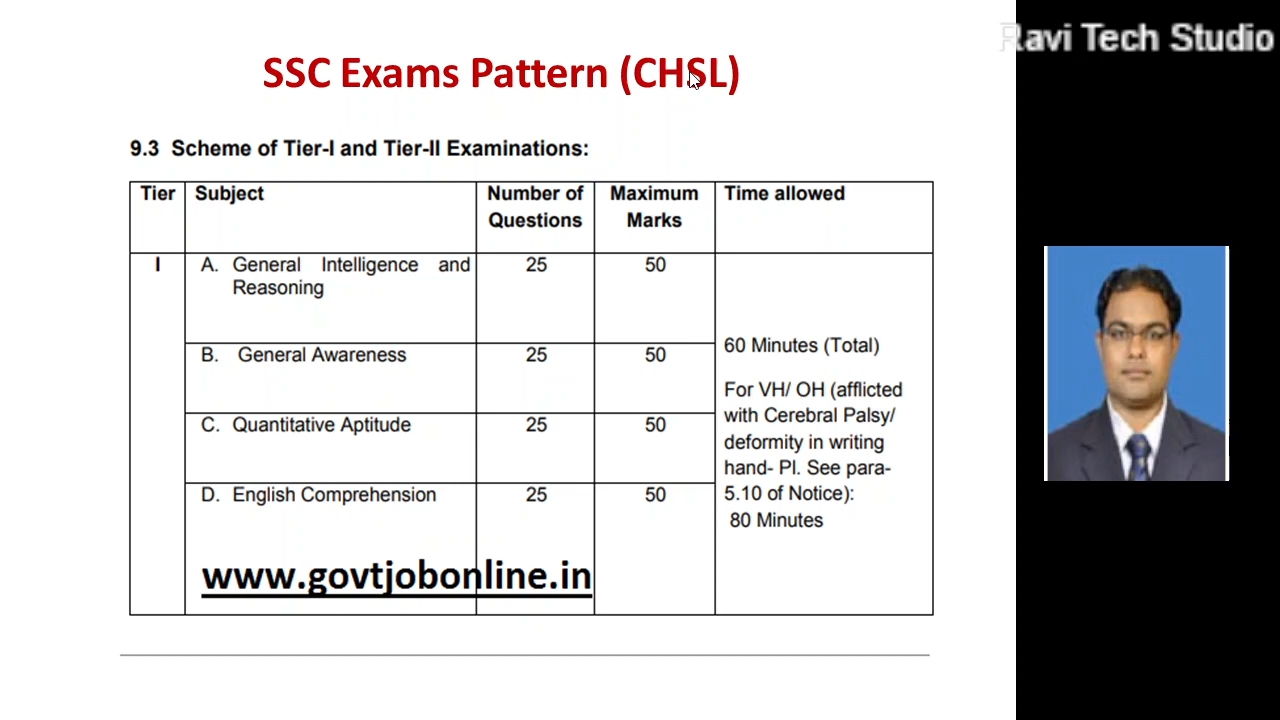 Ravi Tech Studio
SSC Exams Pattern (CHSL)
9.3 Scheme of Tier-I and Tier-II Examinations:
Tier Subject Number of Questions Maximum Marks Time allowed
I A. General Intelligence and Reasoning 25 50
B. General Awareness 25 50
C. Quantitative Aptitude 25 50
D. English Comprehension 25 50
60 Minutes (Total)
For VH/ OH (afflicted
with Cerebral Palsy/
deformity in writing
hand- Pl. See para-
5.10 of Notice):
80 Minutes
www.govtjobonline.in